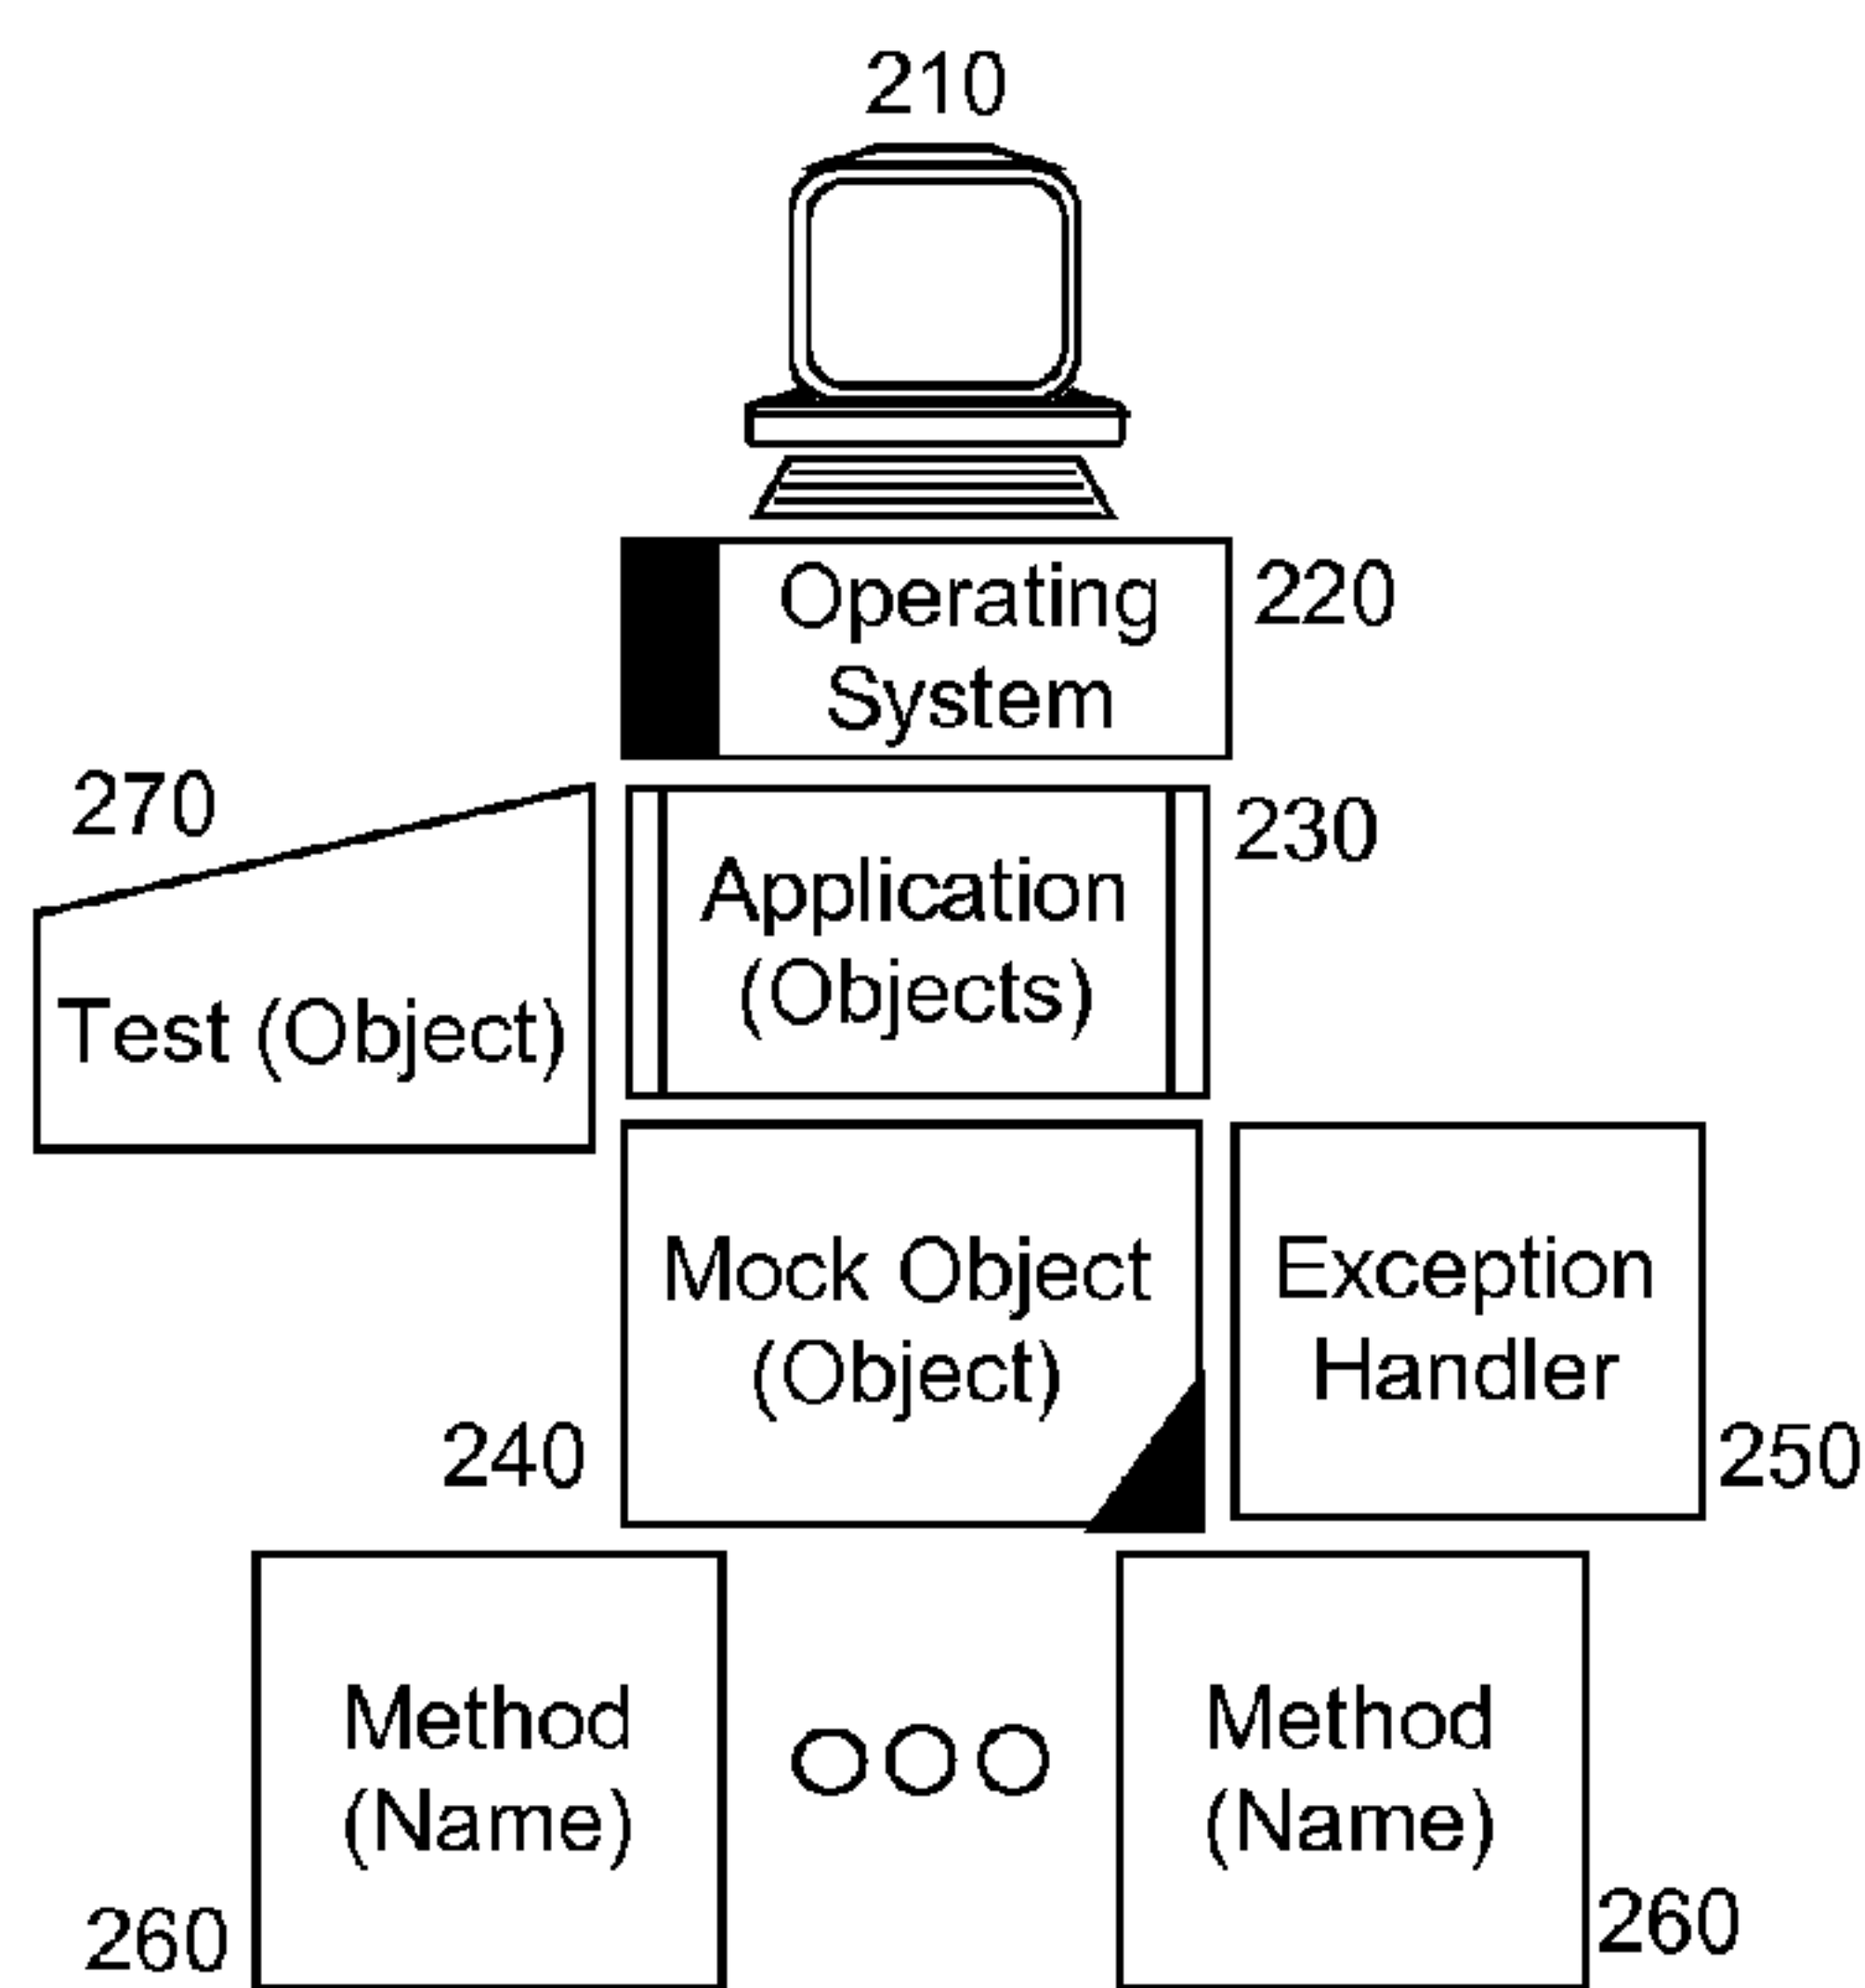 210
Operating
System
220
270
230
Application
(Objects)
Test (Object)
Mock Object
(Object)
Exception
Handler
240
250
Method
(Name)
Method
(Name)
260
260